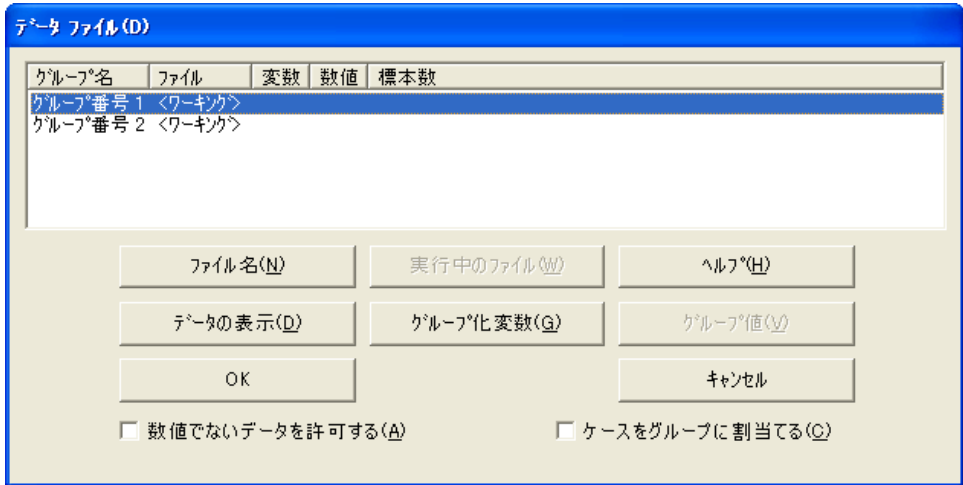 データ ファイル(D)
グループ名 ファイル 変数 数値 標本数
グループ番号 1 <ワーキング>
グループ番号 2 <ワーキング>
ファイル名(N) 実行中のファイル(W) ヘルプ(H)
データの表示(D) グループ化変数(G) グループ値(V)
OK キャンセル
数値でないデータを許可する(A) ケースをグループに割当てる(C)